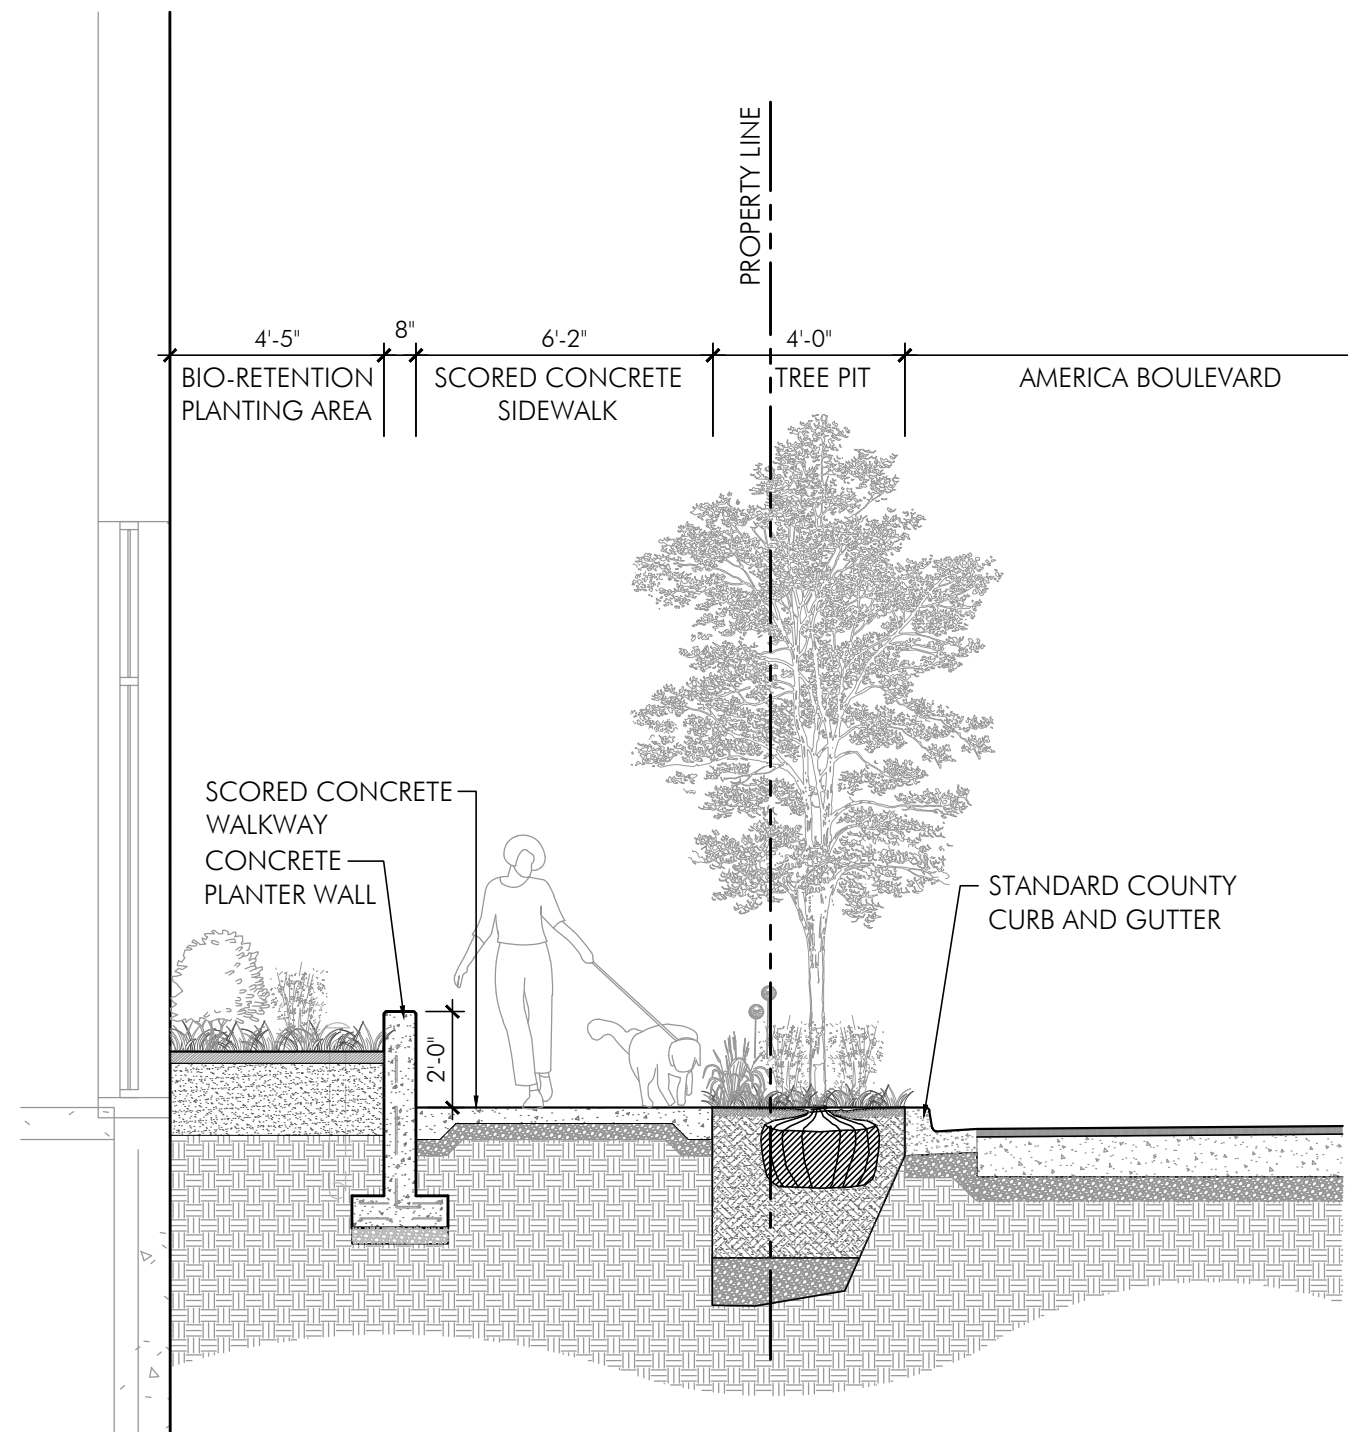 PROPERTY LINE
4'-5"
8"
6'-2"
4'-0"
BIO-RETENTION
PLANTING AREA
SCORED CONCRETE
SIDEWALK
TREE PIT
AMERICA BOULEVARD
SCORED CONCRETE
WALKWAY
CONCRETE
PLANTER WALL
STANDARD COUNTY
CURB AND GUTTER
2'-0"